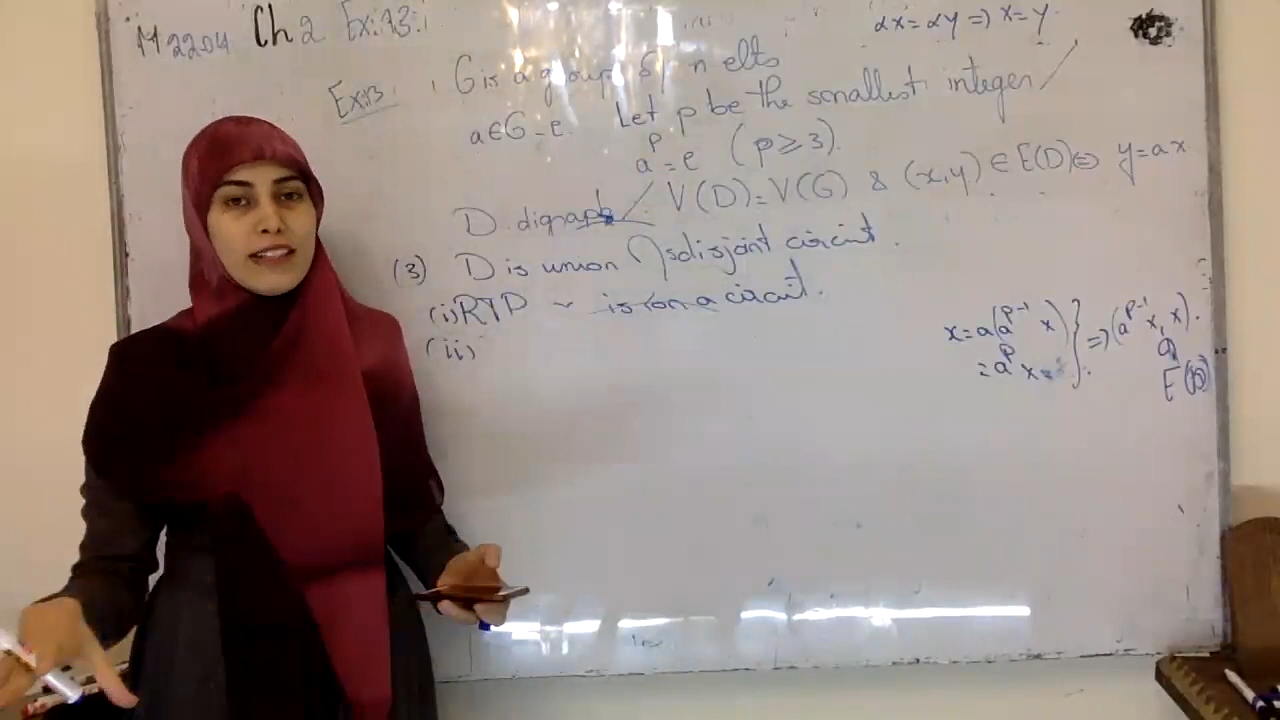 M2204 Ch 2 Ex: 13:
αx = αy => x = y.
Ex 13: G is a group of n elts
a∈G-e. Let p be the smallest integer /
a^p = e (p ≥ 3).
D digraph / V(D) = V(G) & (x,y) ∈ E(D) <=> y = ax
(3) D is union of disjoint circuit.
(i) RTP ~ is on a circuit.
(ii)
x = a(a^{p-1} x)
= a^p x =
} => (a^{p-1} x, x).
E(D)